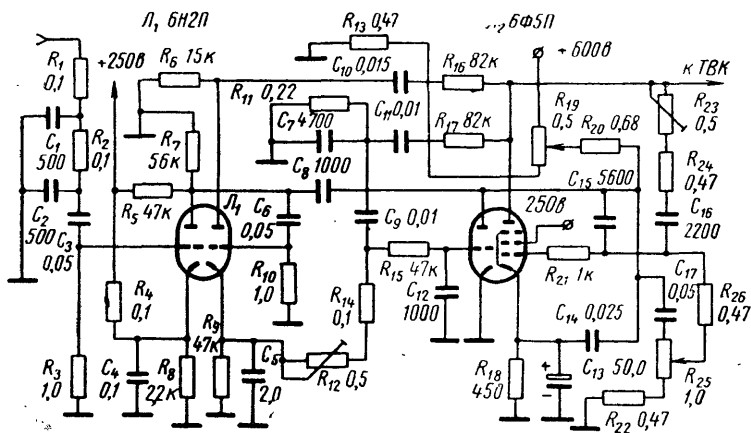 Л₁ 6Н2П
Л₂ 6Ф5П
R₁₃ 0,47
R₁ 0,1
+250в
R₆ 15к
C₁₀ 0,015
R₁₆ 82к
+600в
к ТВК
R₁₁ 0,22
C₇ 4700
C₁₁ 0,01
R₁₉ 0,5
R₂₀ 0,68
R₂₃ 0,5
C₁ 500
R₂ 0,1
R₇ 56к
C₈ 1000
R₁₇ 82к
R₂₄ 0,47
C₂ 500
C₃ 0,05
R₅ 47к
Л₁
C₆ 0,05
C₉ 0,01
250в
C₁₅ 5600
C₁₆ 2200
R₄ 0,1
R₁₀ 1,0
R₁₅ 47к
C₁₂ 1000
R₂₁ 1к
C₁₇ 0,05
R₂₆ 0,47
R₉ 47к
R₁₄ 0,1
C₁₄ 0,025
R₃ 1,0
C₄ 0,1
R₈ 2,2к
C₅ 2,0
R₁₂ 0,5
R₁₈ 450
+
−
C₁₃ 50,0
R₂₅ 1,0
R₂₂ 0,47